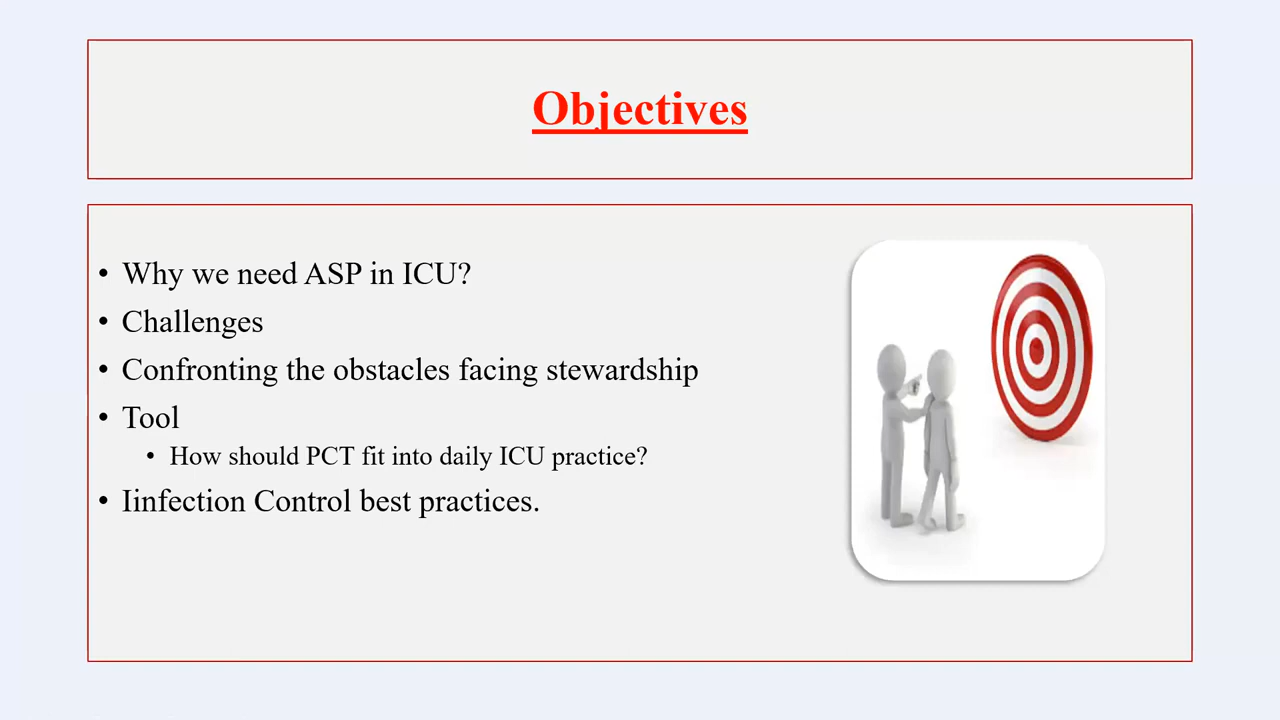 Objectives
• Why we need ASP in ICU?
• Challenges
• Confronting the obstacles facing stewardship
• Tool
• How should PCT fit into daily ICU practice?
• Iinfection Control best practices.